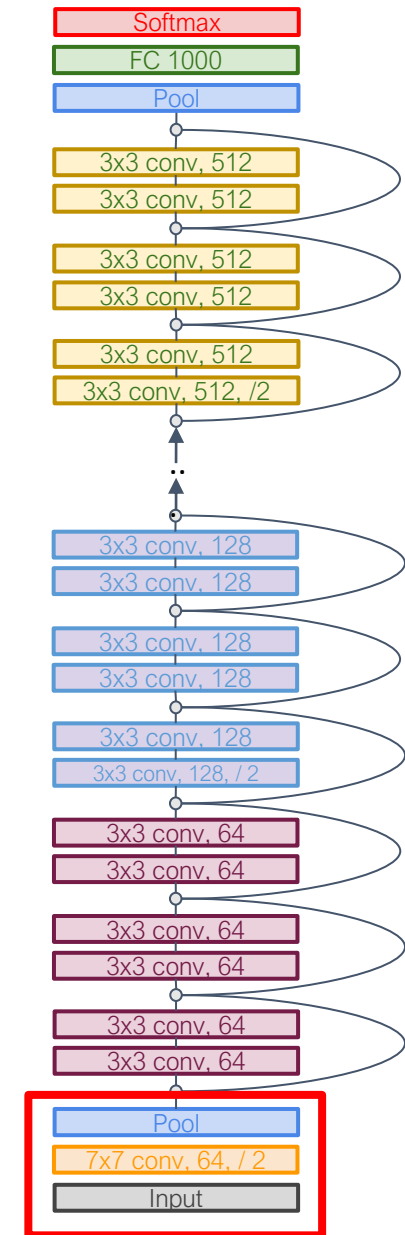 Softmax
FC 1000
Pool
3x3 conv, 512
3x3 conv, 512
3x3 conv, 512
3x3 conv, 512
3x3 conv, 512
3x3 conv, 512, /2
..
3x3 conv, 128
3x3 conv, 128
3x3 conv, 128
3x3 conv, 128
3x3 conv, 128
3x3 conv, 128, / 2
3x3 conv, 64
3x3 conv, 64
3x3 conv, 64
3x3 conv, 64
3x3 conv, 64
3x3 conv, 64
Pool
7x7 conv, 64, / 2
Input